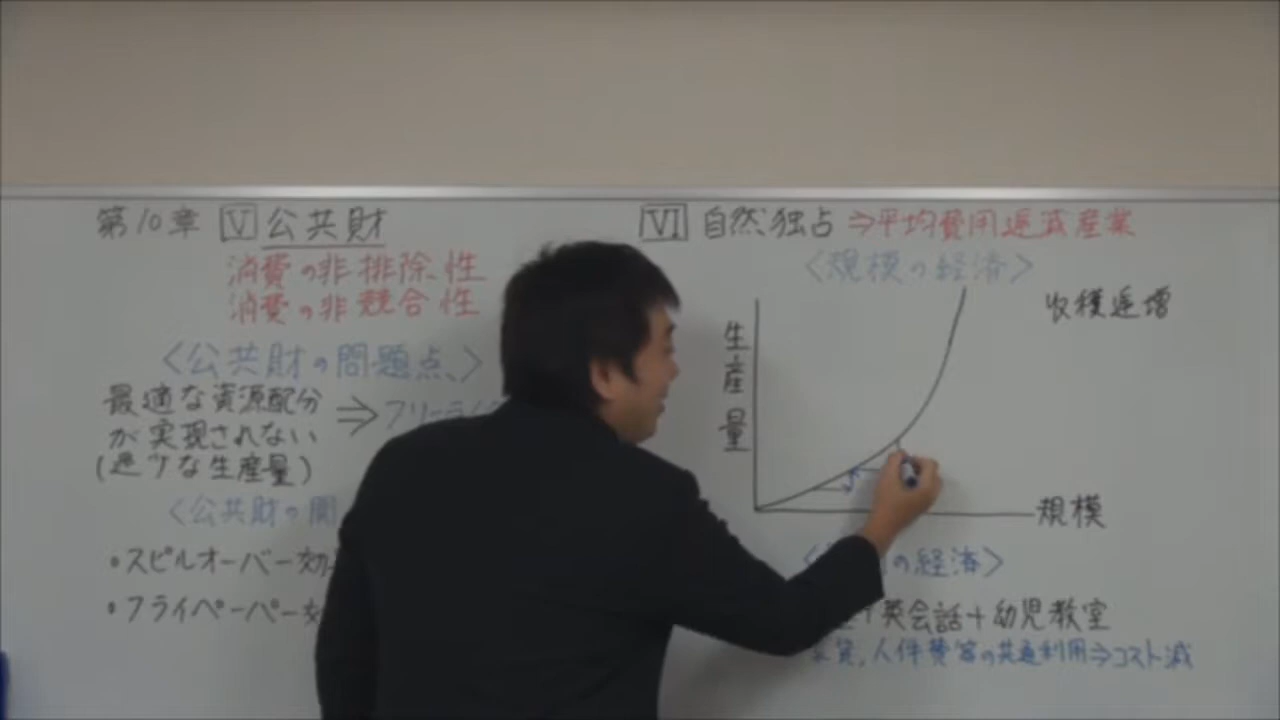 第10章 Ⅴ 公共財
消費の非排除性
消費の非競合性
〈公共財の問題点〉
最適な資源配分
が実現されない
(過少な生産量)
⇒フリーライ
〈公共財の
・スピルオーバー効
・フライペーパー
Ⅵ 自然独占⇒平均費用逓減産業
〈規模の経済〉
収穫逓増
生産量
規模
の経済〉
英会話+幼児教室
人件費等の共通利用⇒コスト減